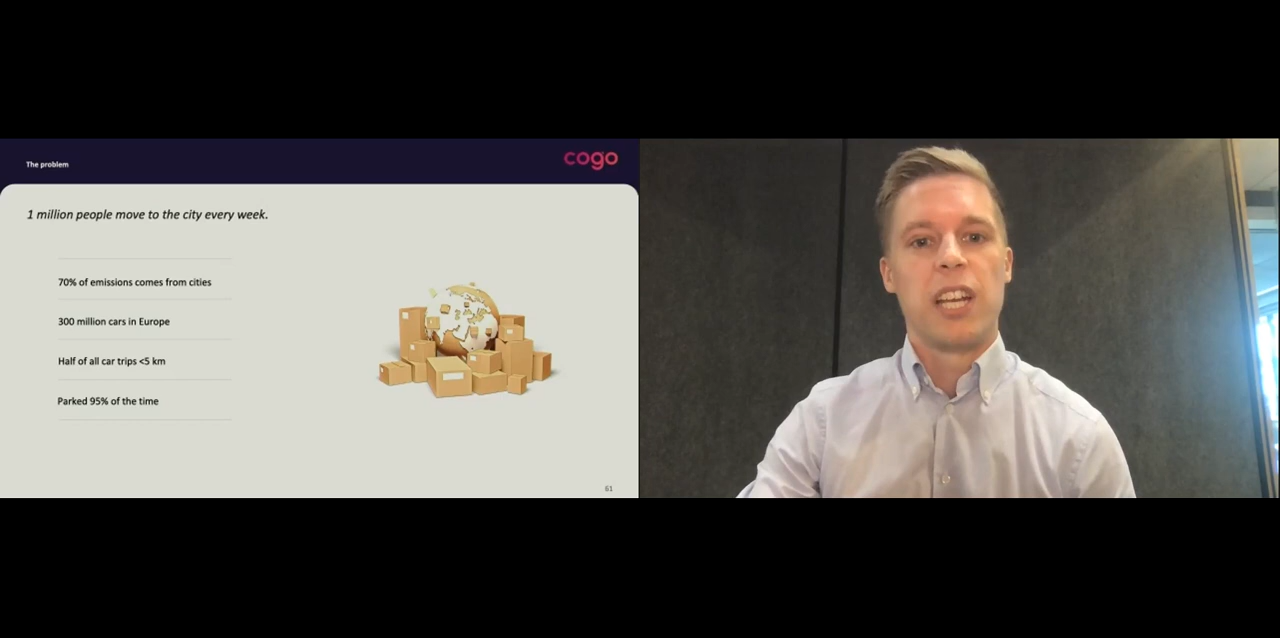 The problem
cogo
1 million people move to the city every week.
70% of emissions comes from cities
300 million cars in Europe
Half of all car trips <5 km
Parked 95% of the time
61